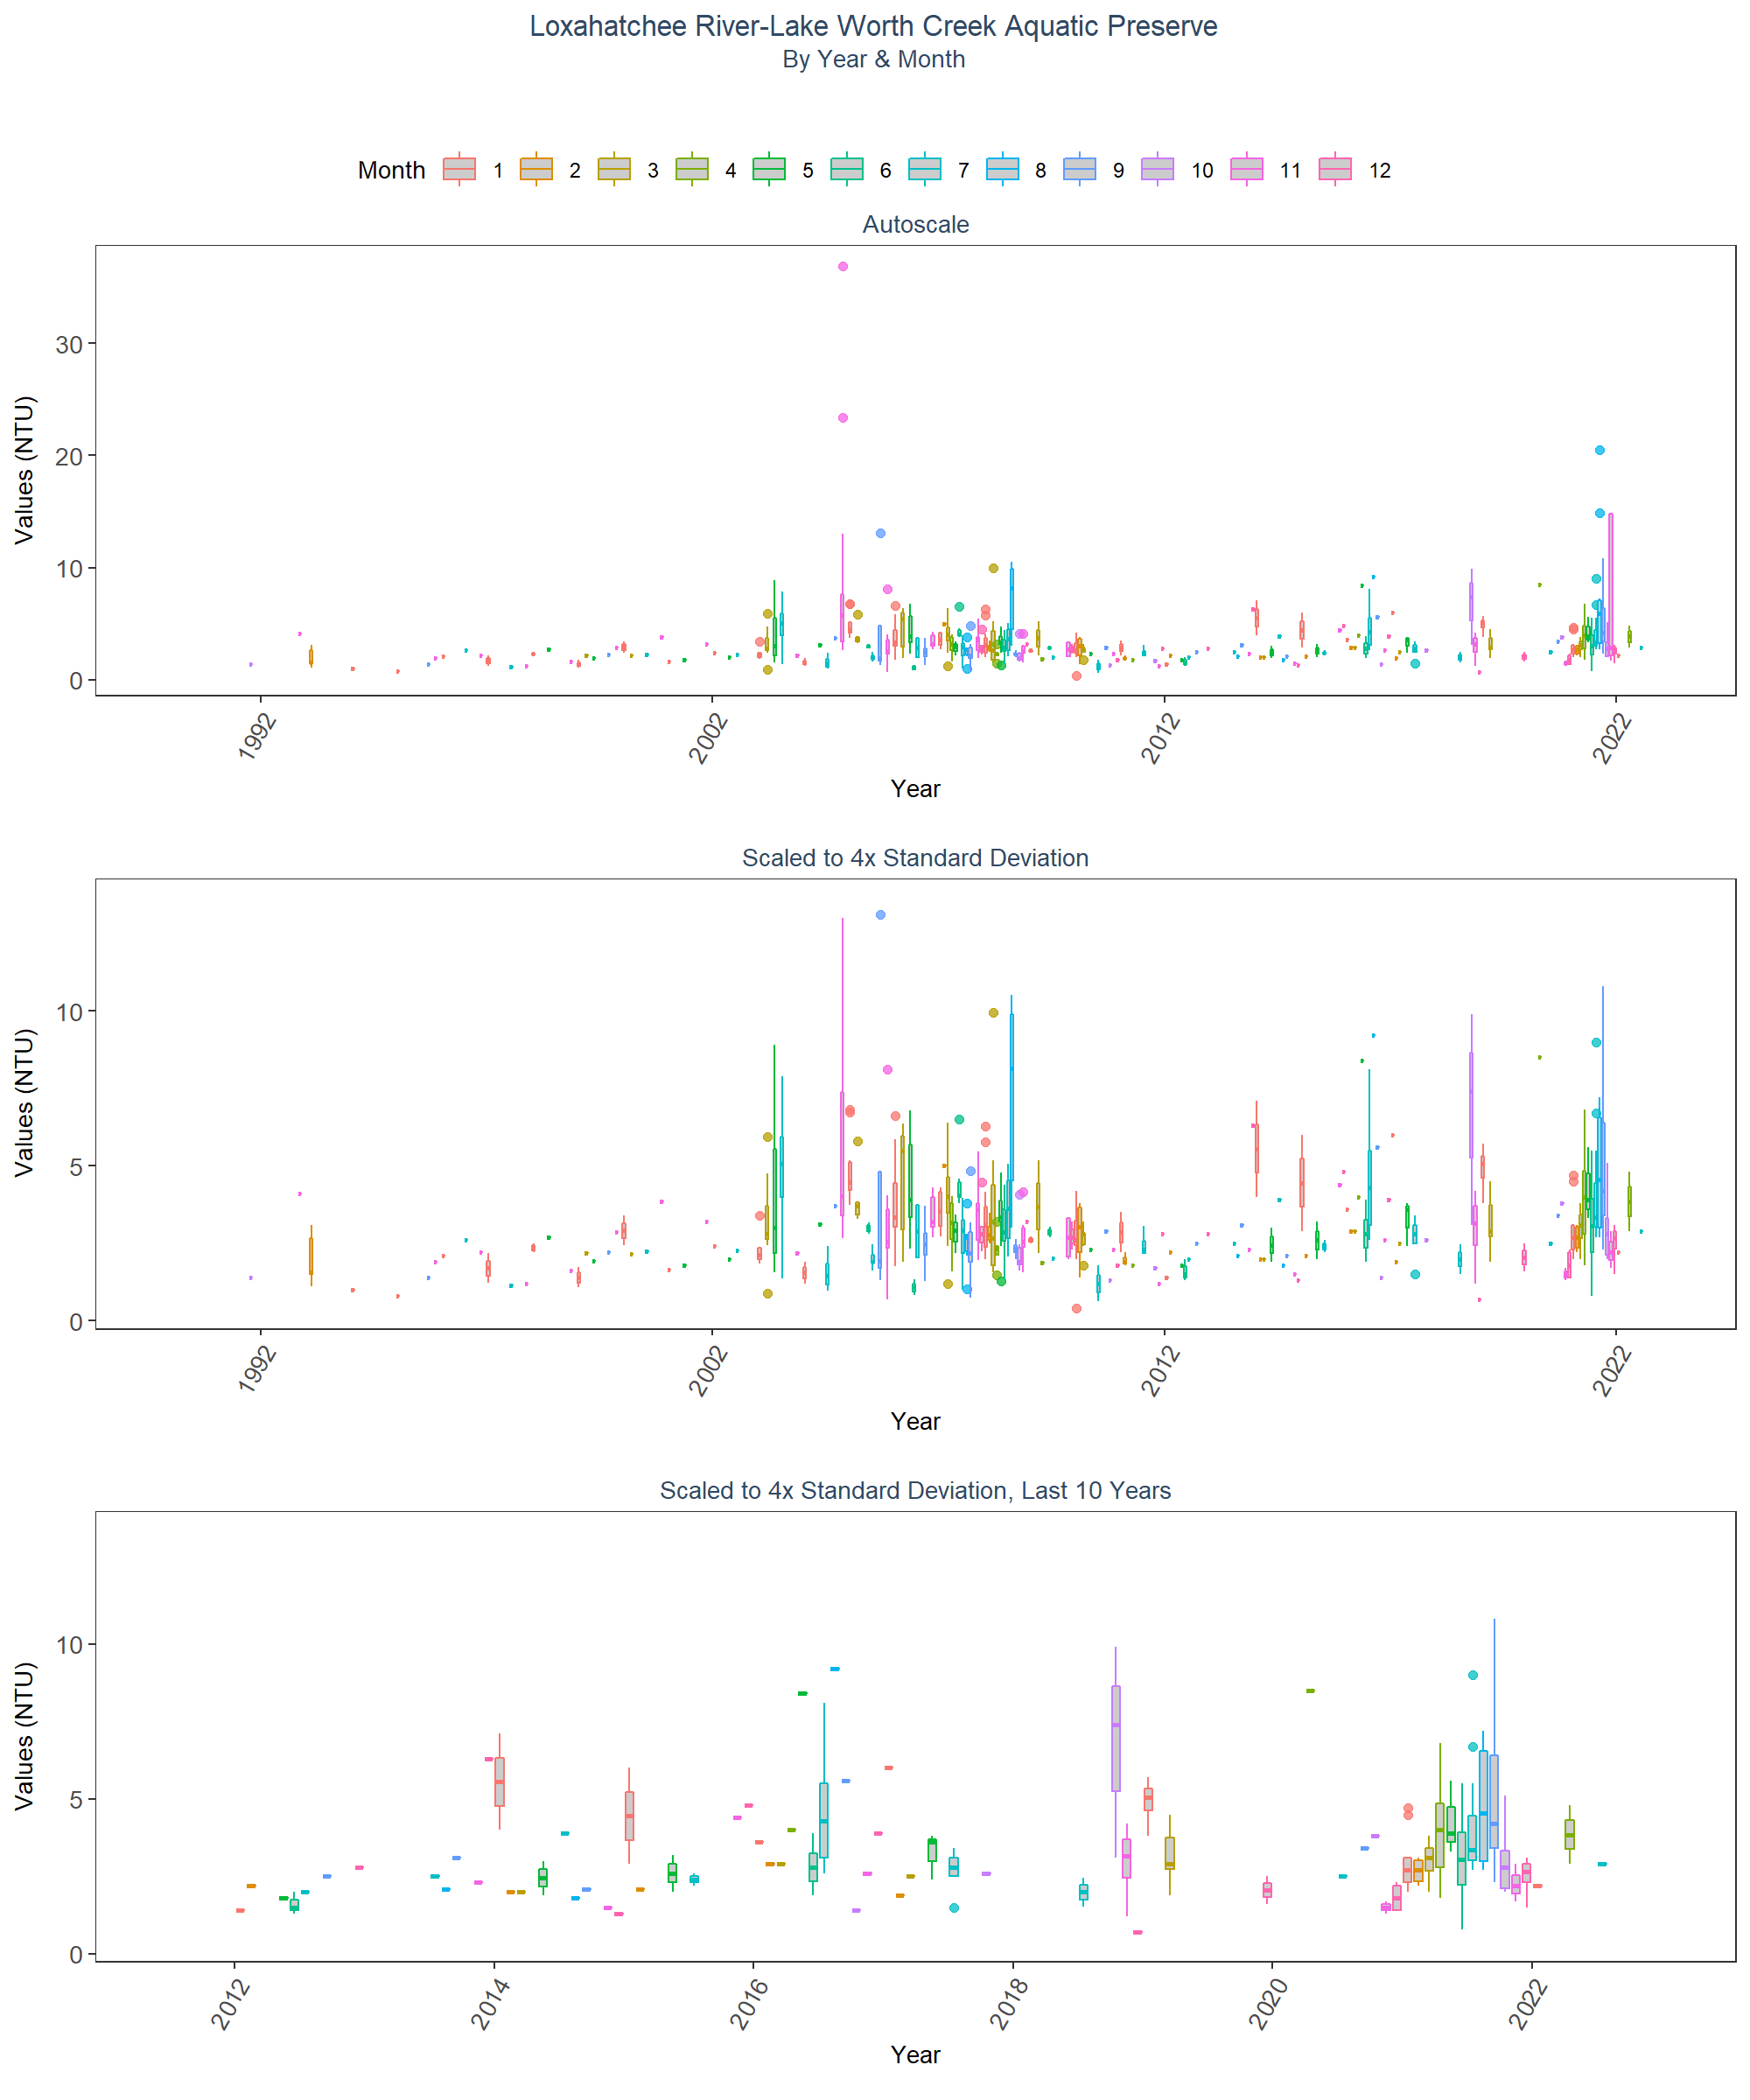 Loxahatchee River-Lake Worth Creek Aquatic Preserve
By Year & Month
Month 1 2 3 4 5 6 7 8 9 10 11 12
Autoscale
Values (NTU)
30
20
10
0
1992 2002 2012 2022
Year
Scaled to 4x Standard Deviation
Values (NTU)
10
5
0
1992 2002 2012 2022
Year
Scaled to 4x Standard Deviation, Last 10 Years
Values (NTU)
10
5
0
2012 2014 2016 2018 2020 2022
Year